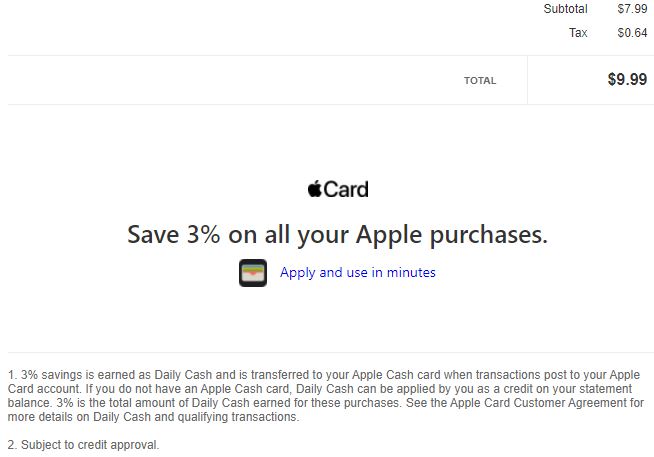 Subtotal $7.99
Tax $0.64
TOTAL $9.99
Card
Save 3% on all your Apple purchases.
Apply and use in minutes
1. 3% savings is earned as Daily Cash and is transferred to your Apple Cash card when transactions post to your Apple
Card account. If you do not have an Apple Cash card, Daily Cash can be applied by you as a credit on your statement
balance. 3% is the total amount of Daily Cash earned for these purchases. See the Apple Card Customer Agreement for
more details on Daily Cash and qualifying transactions.
2. Subject to credit approval.